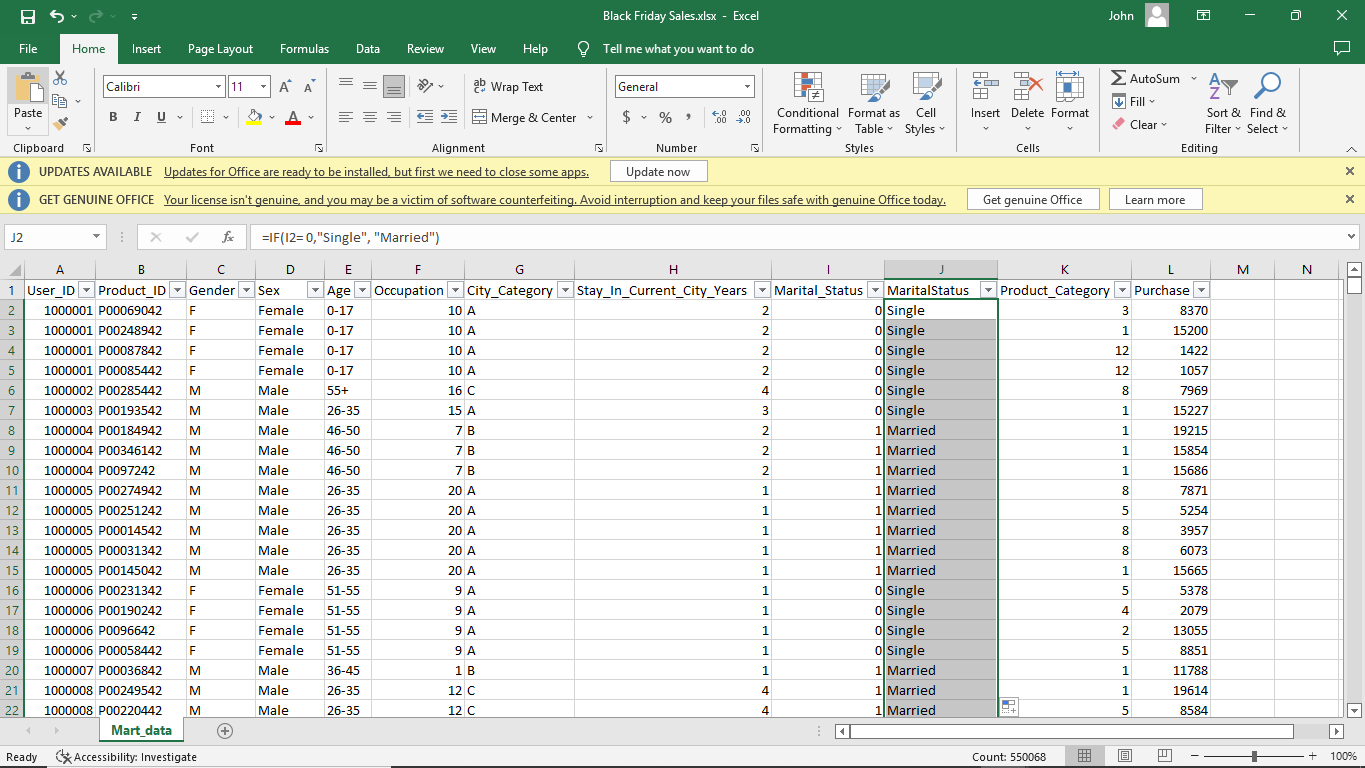 Black Friday Sales.xlsx - Excel
John
File Home Insert Page Layout Formulas Data Review View Help Tell me what you want to do
Paste
Clipboard
Calibri 11
B I U
Font
Wrap Text
Merge & Center
Alignment
General
$ % ,
Number
Conditional Formatting
Format as Table
Cell Styles
Styles
Insert Delete Format
Cells
AutoSum
Fill
Clear
Sort & Filter
Find & Select
Editing
UPDATES AVAILABLE Updates for Office are ready to be installed, but first we need to close some apps. Update now
GET GENUINE OFFICE Your license isn't genuine, and you may be a victim of software counterfeiting. Avoid interruption and keep your files safe with genuine Office today. Get genuine Office Learn more
J2 fx =IF(I2= 0,"Single", "Married")
A B C D E F G H I J K L M N
1 User_ID Product_ID Gender Sex Age Occupation City_Category Stay_In_Current_City_Years Marital_Status MaritalStatus Product_Category Purchase
2 1000001 P00069042 F Female 0-17 10 A 2 0 Single 3 8370
3 1000001 P00248942 F Female 0-17 10 A 2 0 Single 1 15200
4 1000001 P00087842 F Female 0-17 10 A 2 0 Single 12 1422
5 1000001 P00085442 F Female 0-17 10 A 2 0 Single 12 1057
6 1000002 P00285442 M Male 55+ 16 C 4 0 Single 8 7969
7 1000003 P00193542 M Male 26-35 15 A 3 0 Single 1 15227
8 1000004 P00184942 M Male 46-50 7 B 2 1 Married 1 19215
9 1000004 P00346142 M Male 46-50 7 B 2 1 Married 1 15854
10 1000004 P0097242 M Male 46-50 7 B 2 1 Married 1 15686
11 1000005 P00274942 M Male 26-35 20 A 1 1 Married 8 7871
12 1000005 P00251242 M Male 26-35 20 A 1 1 Married 5 5254
13 1000005 P00014542 M Male 26-35 20 A 1 1 Married 8 3957
14 1000005 P00031342 M Male 26-35 20 A 1 1 Married 8 6073
15 1000005 P00145042 M Male 26-35 20 A 1 1 Married 1 15665
16 1000006 P00231342 F Female 51-55 9 A 1 0 Single 5 5378
17 1000006 P00190242 F Female 51-55 9 A 1 0 Single 4 2079
18 1000006 P0096642 F Female 51-55 9 A 1 0 Single 2 13055
19 1000006 P00058442 F Female 51-55 9 A 1 0 Single 5 8851
20 1000007 P00036842 M Male 36-45 1 B 1 1 Married 1 11788
21 1000008 P00249542 M Male 26-35 12 C 4 1 Married 1 19614
22 1000008 P00220442 M Male 26-35 12 C 4 1 Married 5 8584
Mart_data
Ready Accessibility: Investigate Count: 550068 100%